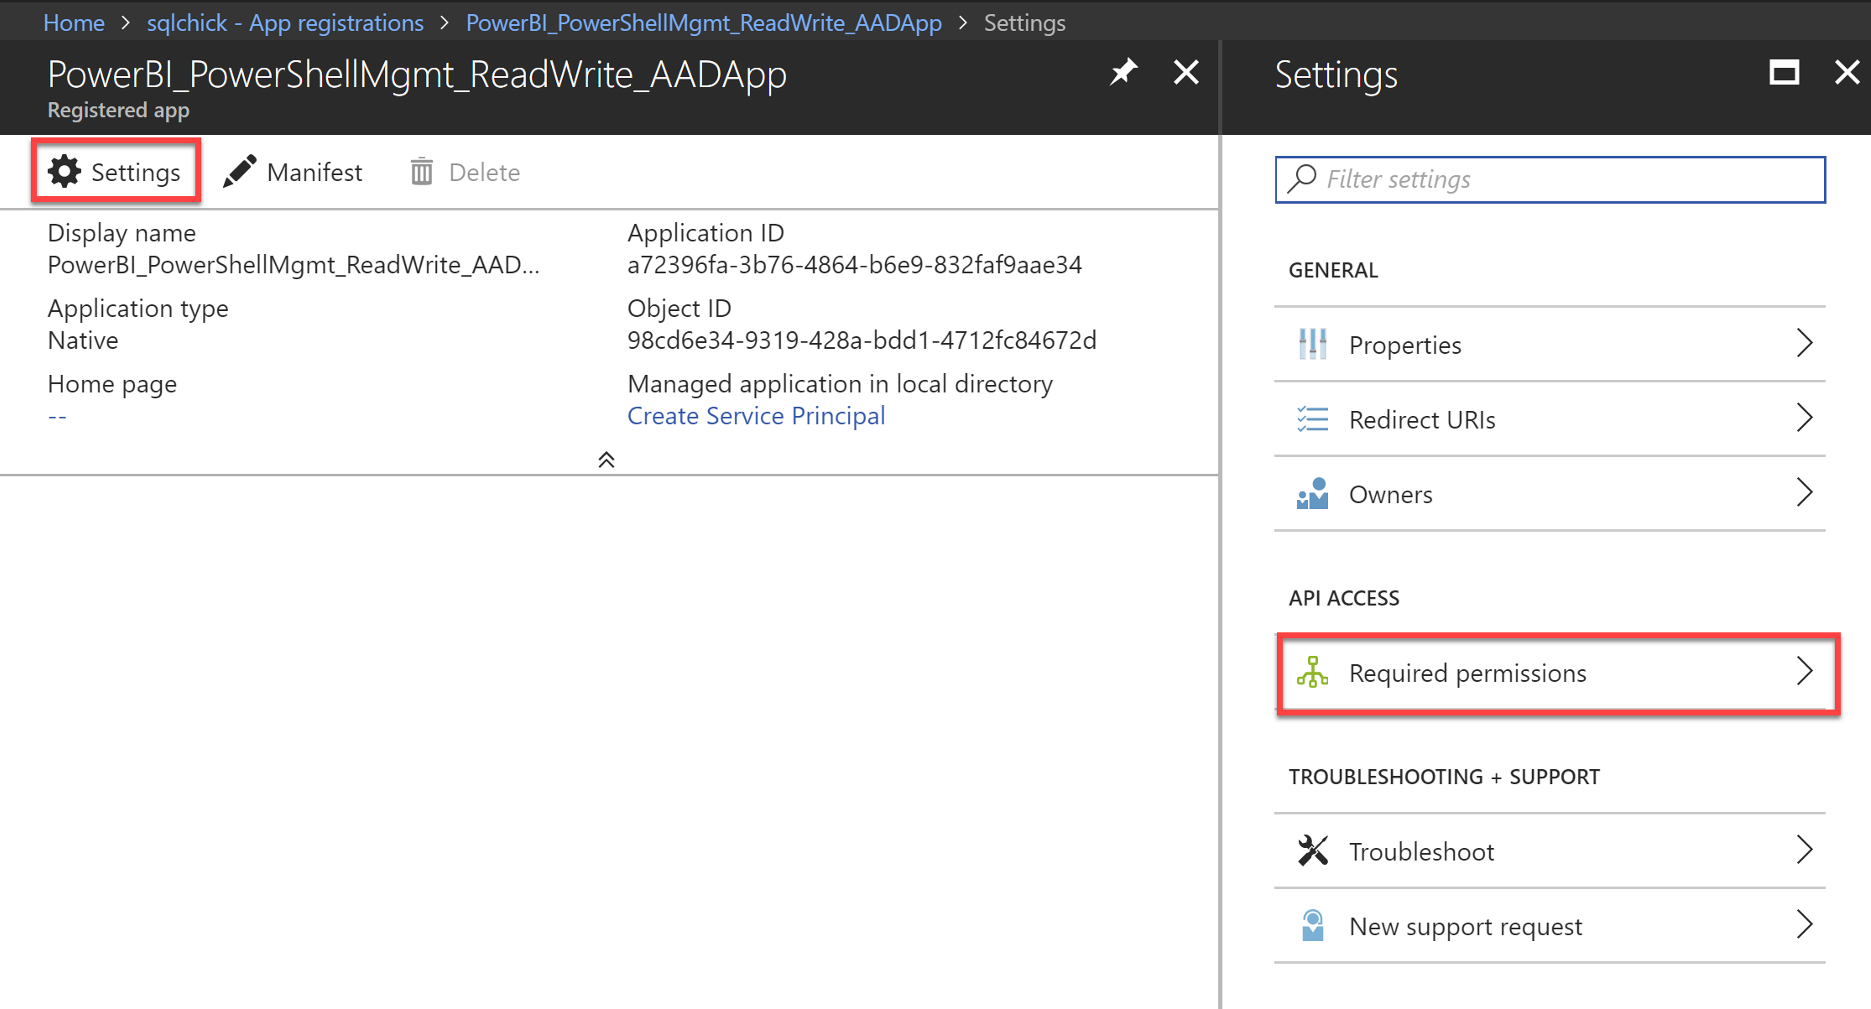 Home > sqlchick - App registrations > PowerBI_PowerShellMgmt_ReadWrite_AADApp > Settings
PowerBI_PowerShellMgmt_ReadWrite_AADApp
Registered app
Settings
Manifest
Delete
Display name
PowerBI_PowerShellMgmt_ReadWrite_AAD...
Application type
Native
Home page
--
Application ID
a72396fa-3b76-4864-b6e9-832faf9aae34
Object ID
98cd6e34-9319-428a-bdd1-4712fc84672d
Managed application in local directory
Create Service Principal
Settings
Filter settings
GENERAL
Properties
Redirect URIs
Owners
API ACCESS
Required permissions
TROUBLESHOOTING + SUPPORT
Troubleshoot
New support request